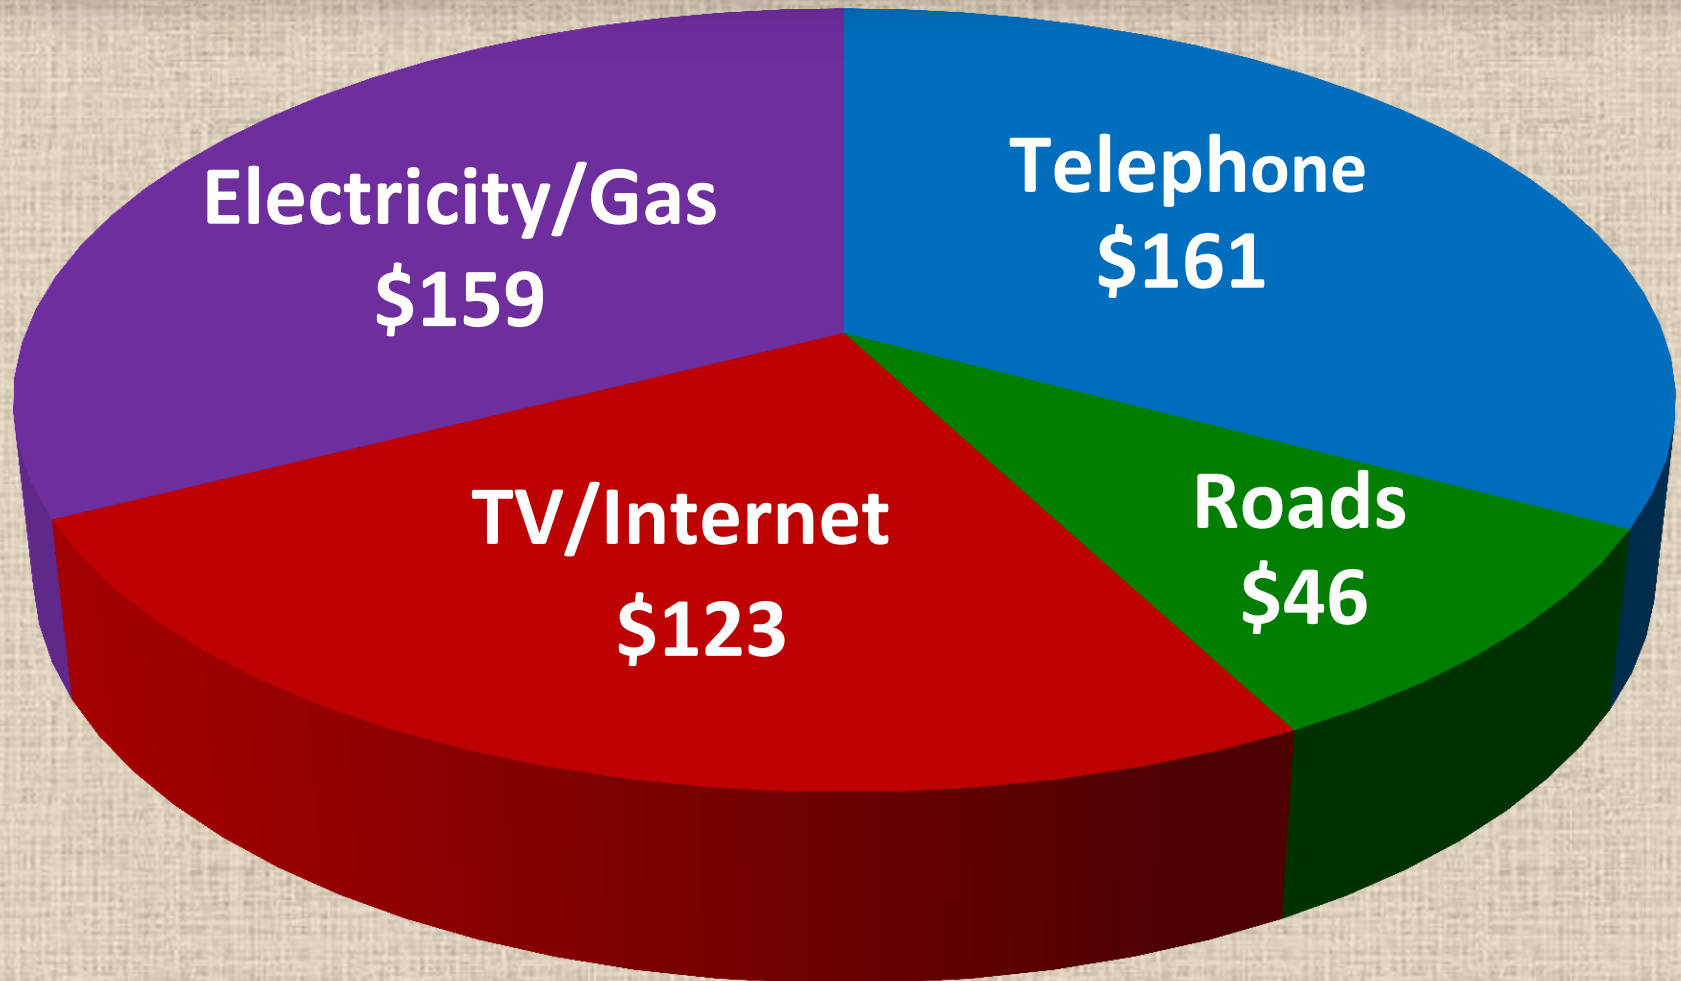 Electricity/Gas
$159
Telephone
$161
TV/Internet
$123
Roads
$46